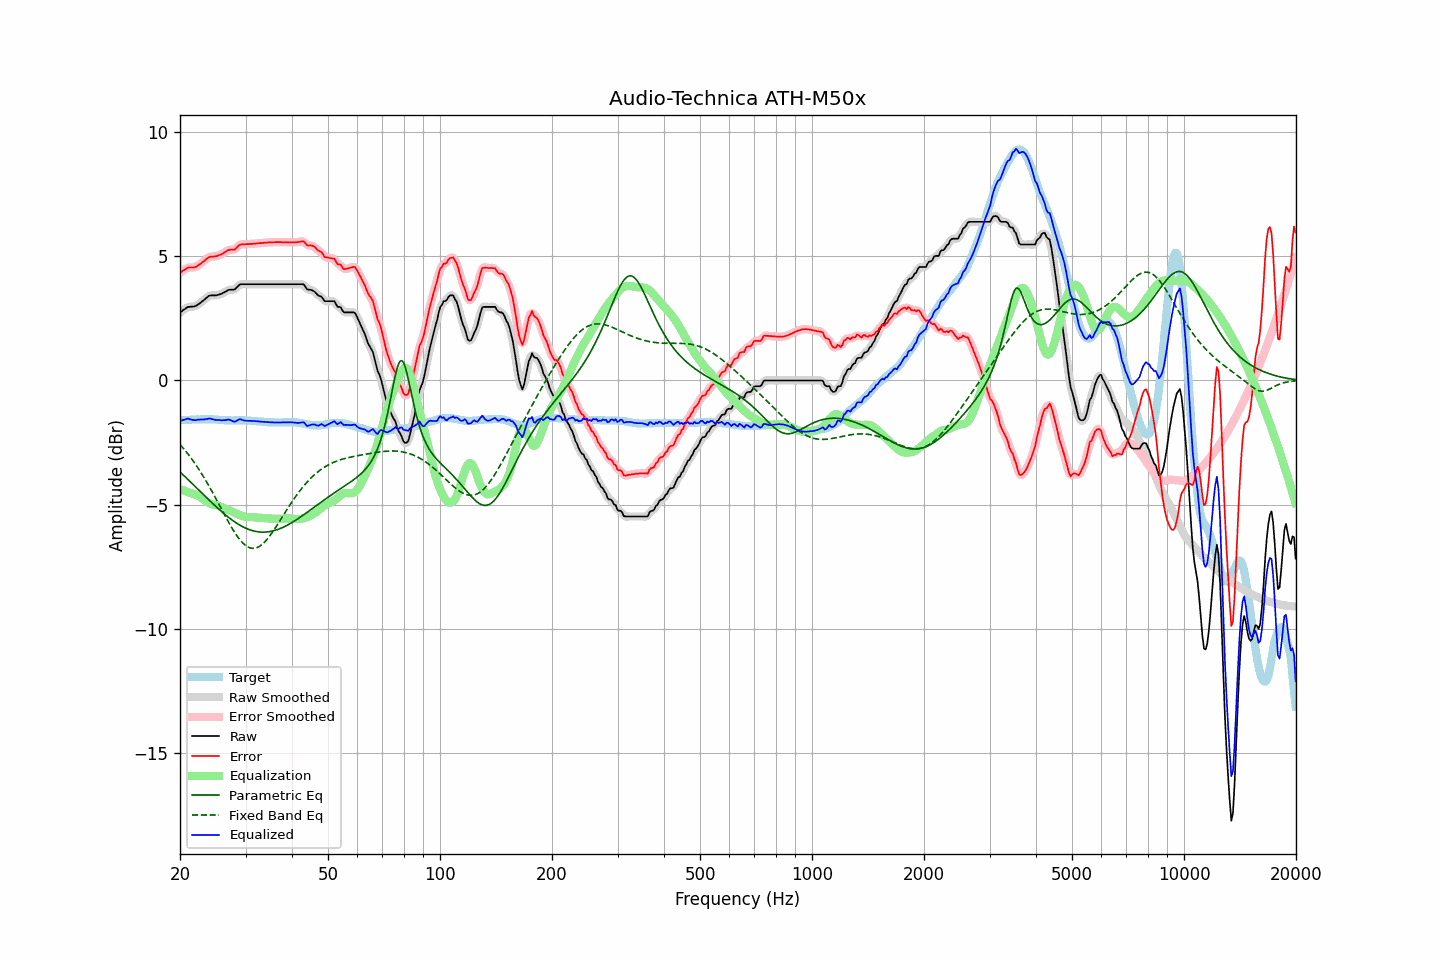 Audio-Technica ATH-M50x
Amplitude (dBr)
10
5
0
−5
−10
−15
Target
Raw Smoothed
Error Smoothed
Raw
Error
Equalization
Parametric Eq
Fixed Band Eq
Equalized
20 50 100 200 500 1000 2000 5000 10000 20000
Frequency (Hz)